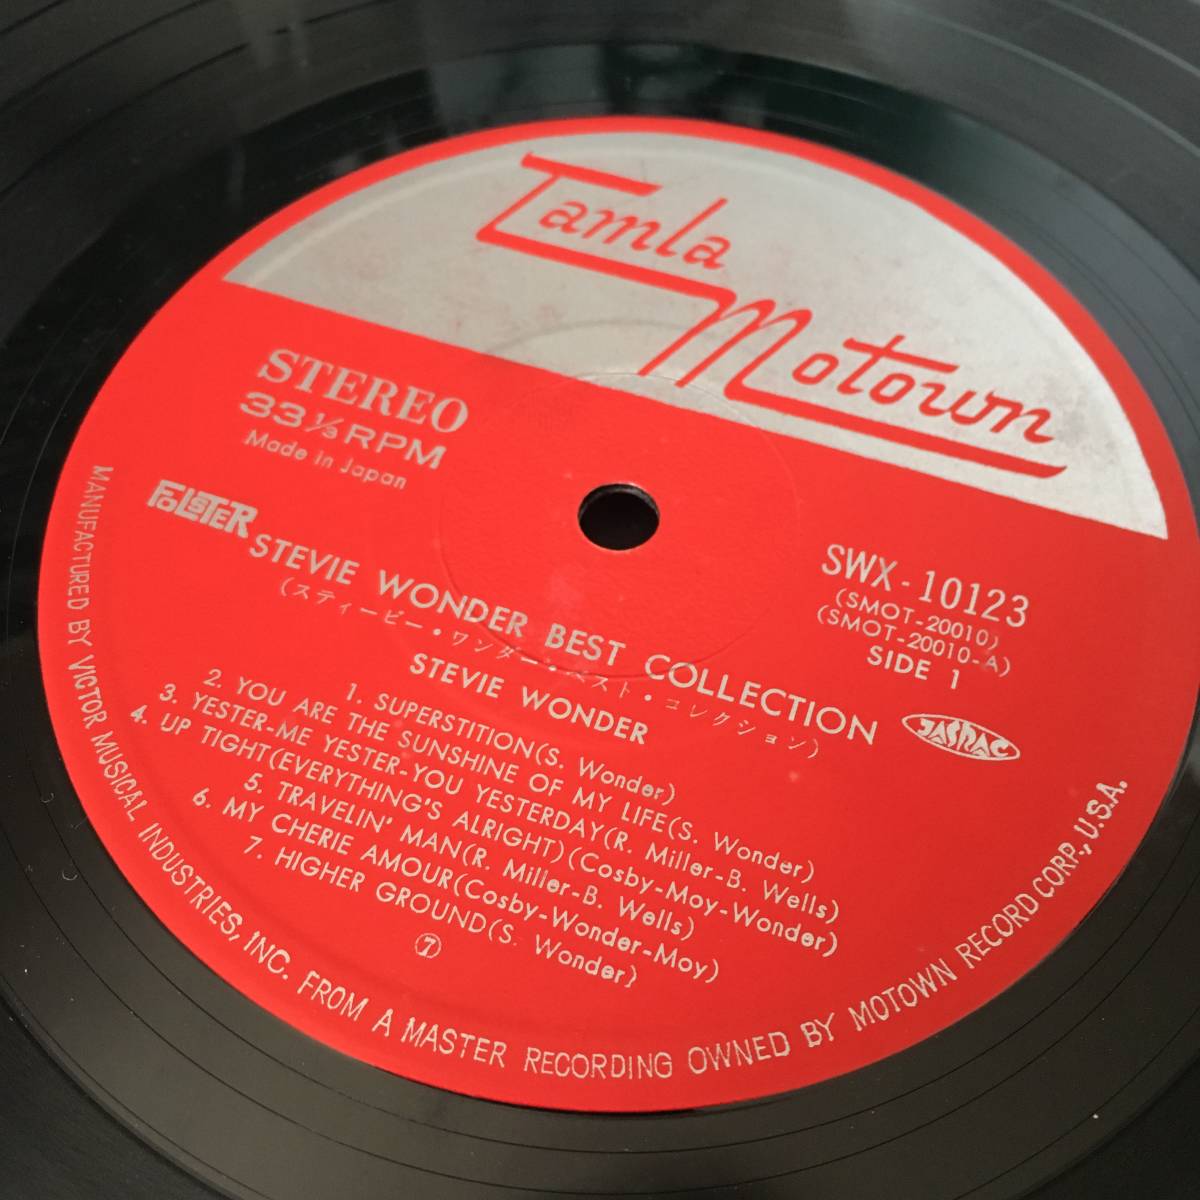 Tamla
Motown
STEREO
33 1/3 RPM
Made in Japan
FOLSTER
SWX-10123
(SMOT-20010)
(SMOT-20010-A)
SIDE 1
STEVIE WONDER BEST COLLECTION
(スティービー・ワンダー・ベスト・コレクション)
STEVIE WONDER
JASRAC
1. SUPERSTITION(S. Wonder)
2. YOU ARE THE SUNSHINE OF MY LIFE(S. Wonder)
3. YESTER-ME YESTER-YOU YESTERDAY(R. Miller-B. Wells)
4. UP TIGHT(EVERYTHING'S ALRIGHT)(Cosby-Moy-Wonder)
5. TRAVELIN' MAN(R. Miller-B. Wells)
6. MY CHERIE AMOUR(Cosby-Wonder-Moy)
7. HIGHER GROUND(S. Wonder)
⑦
MANUFACTURED BY VICTOR MUSICAL INDUSTRIES, INC. FROM A MASTER RECORDING OWNED BY MOTOWN RECORD CORP., U.S.A.